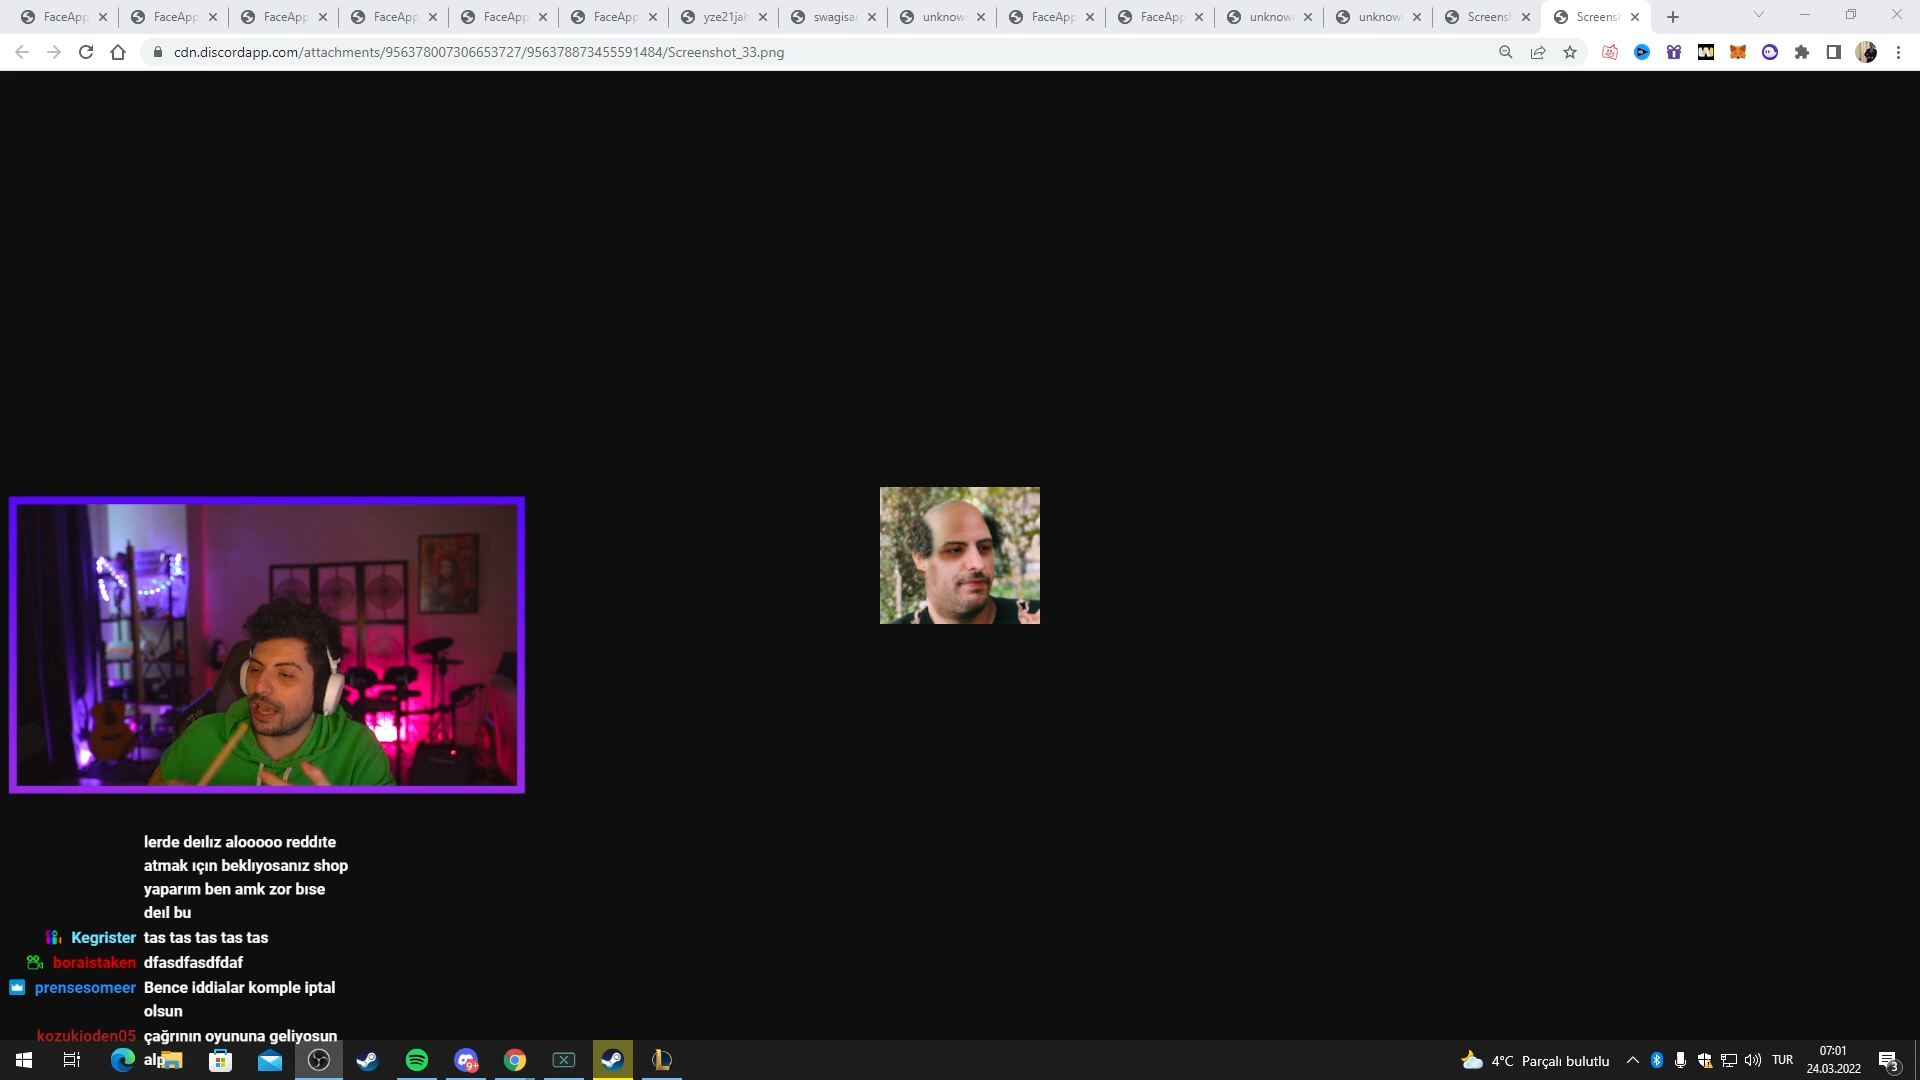 FaceApp FaceApp FaceApp FaceApp FaceApp FaceApp yze21jah swagisa unknow FaceApp FaceApp unknow unknow Screens Screens
cdn.discordapp.com/attachments/956378007306653727/956378873455591484/Screenshot_33.png
lerde deılız alooooo reddıte
atmak ıçın beklıyosanız shop
yaparım ben amk zor bıse
deıl bu
Kegrister tas tas tas tas tas
boraistaken dfasdfasdfdaf
prensesomeer Bence iddialar komple iptal
olsun
kozukioden05 çağrının oyununa geliyosun
alp
9+
4°C Parçalı bulutlu
TUR
07:01
24.03.2022
3